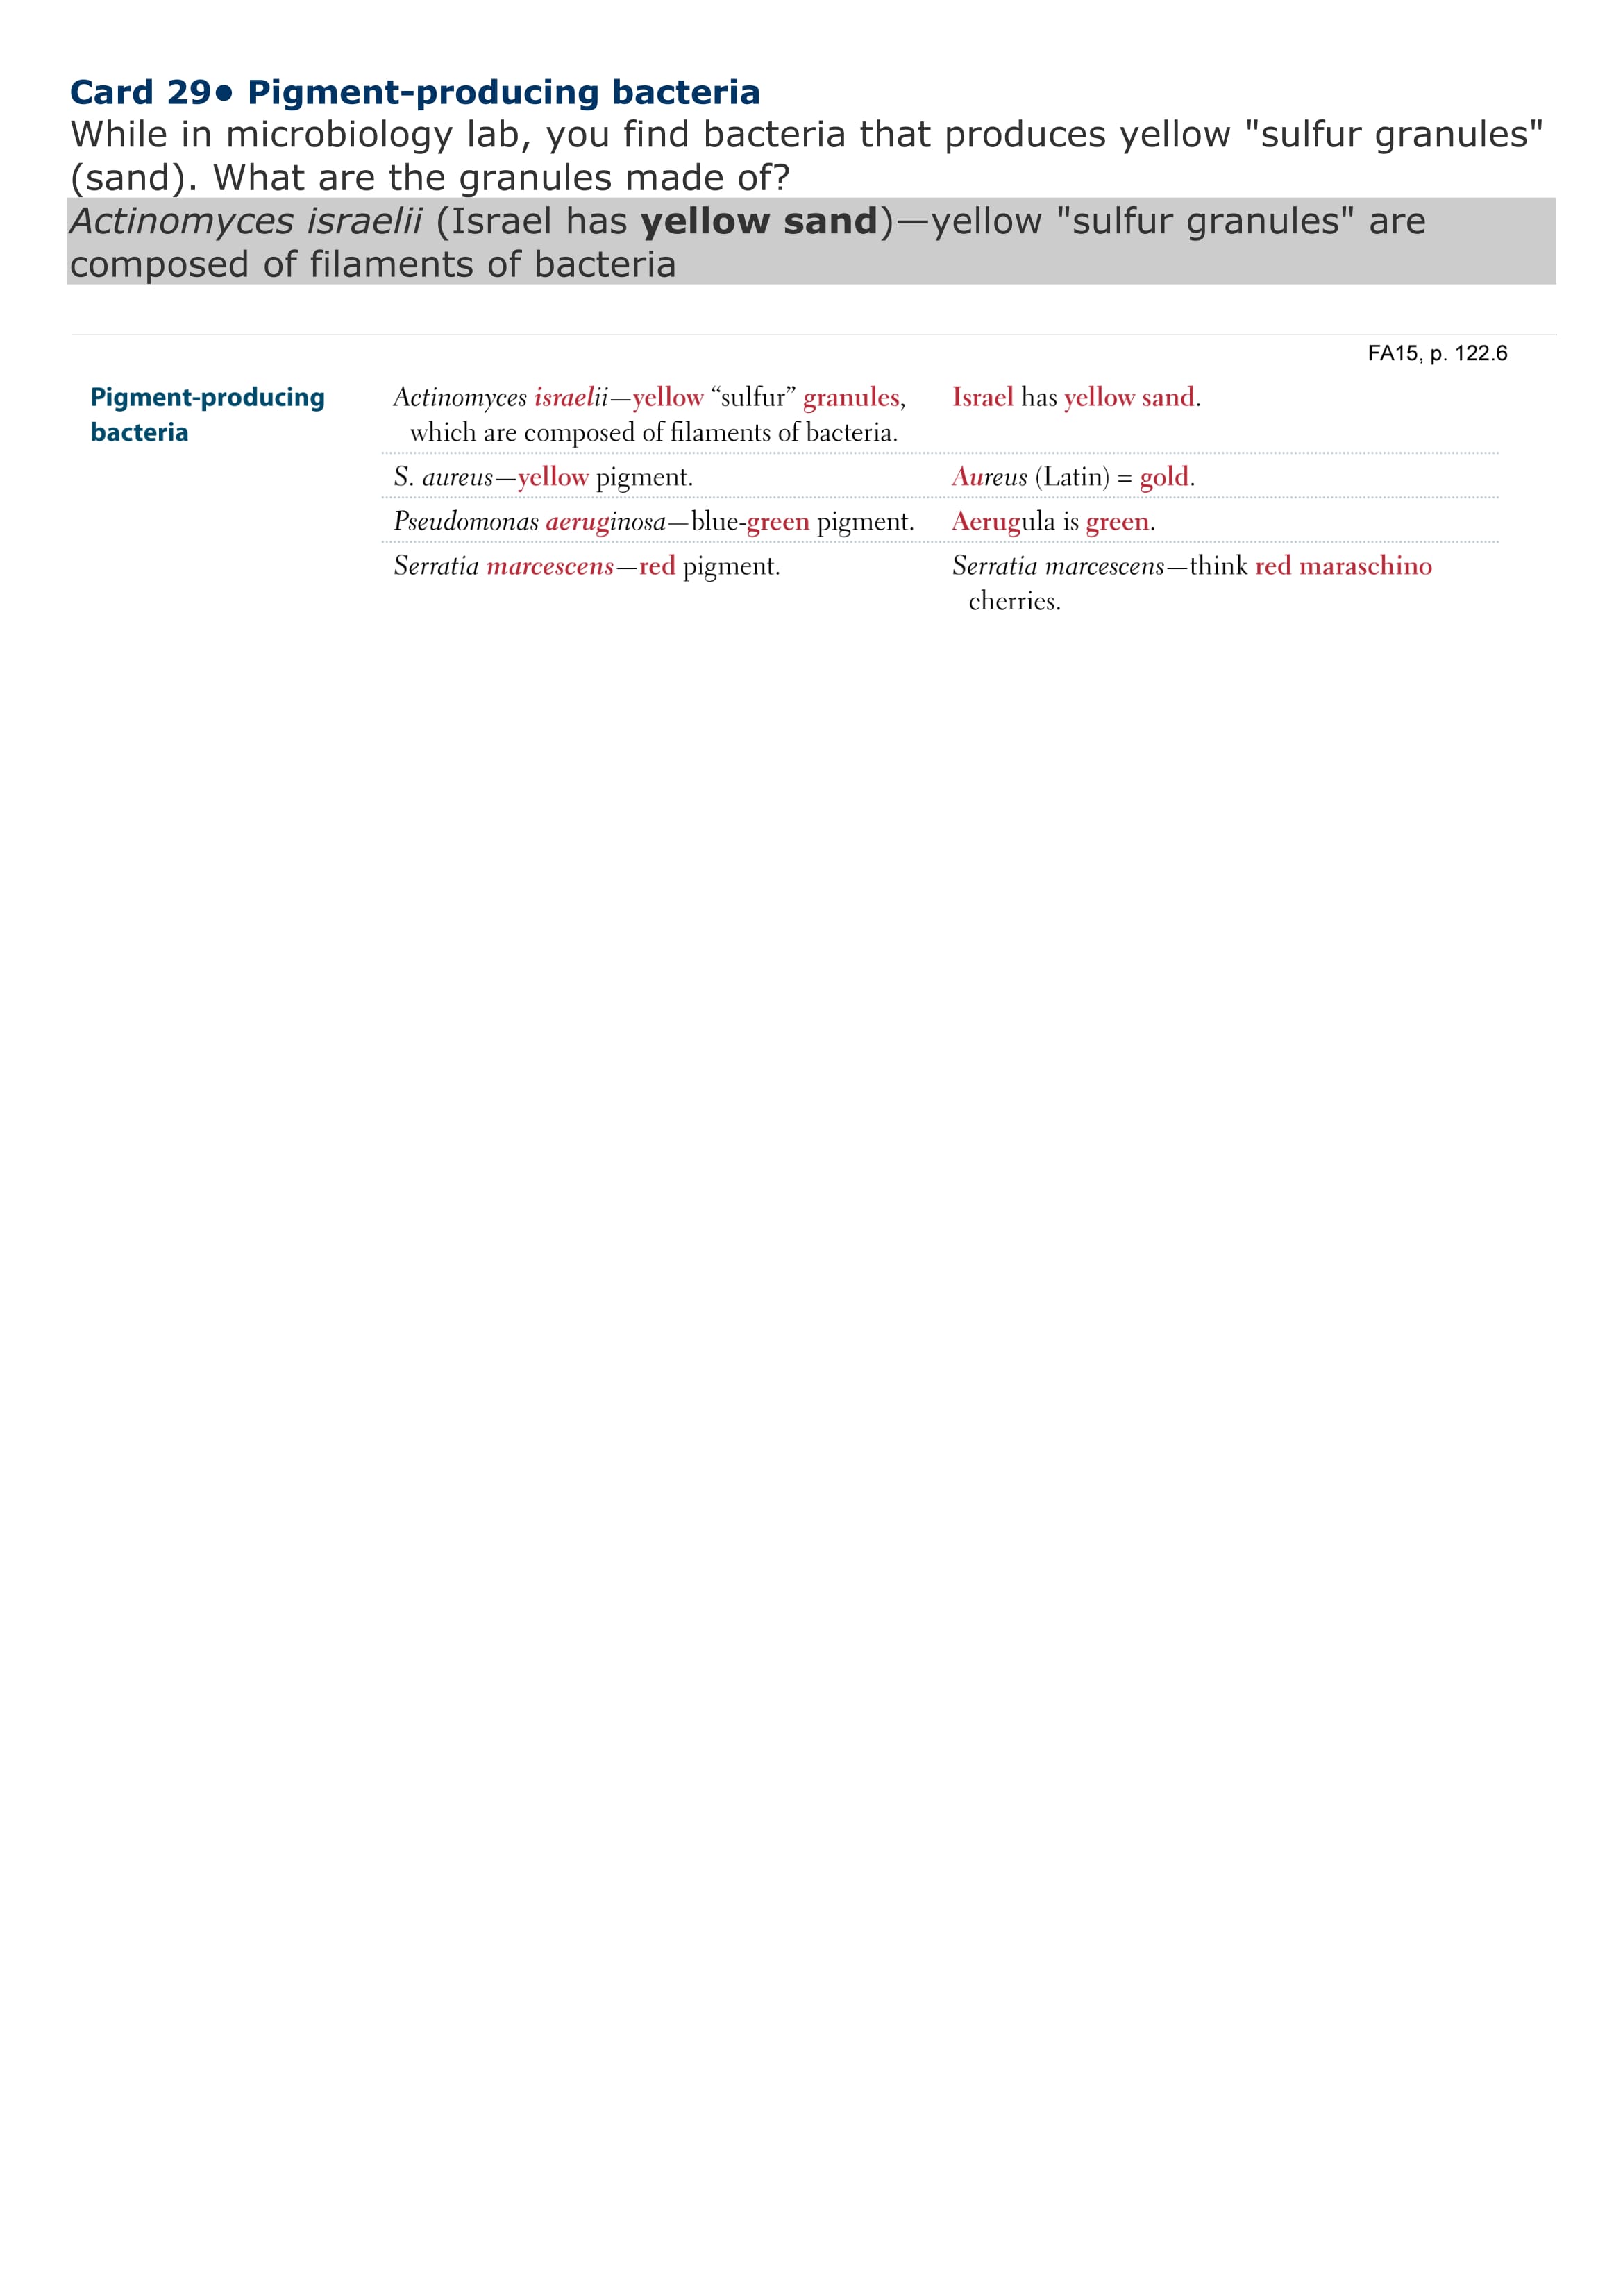 Card 29• Pigment-producing bacteria
While in microbiology lab, you find bacteria that produces yellow "sulfur granules"
(sand). What are the granules made of?
Actinomyces israelii (Israel has yellow sand)—yellow "sulfur granules" are
composed of filaments of bacteria
FA15, p. 122.6
Pigment-producing
bacteria
Actinomyces israelii—yellow “sulfur” granules,
which are composed of filaments of bacteria.
Israel has yellow sand.
S. aureus—yellow pigment.
Aureus (Latin) = gold.
Pseudomonas aeruginosa—blue-green pigment.
Aerugula is green.
Serratia marcescens—red pigment.
Serratia marcescens—think red maraschino
cherries.